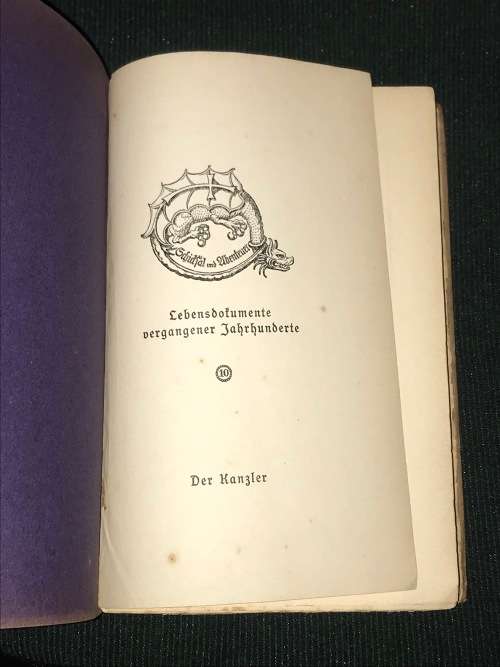 Schicksal und Abenteuer
Lebensdokumente
vergangener Jahrhunderte
10
Der Kanzler